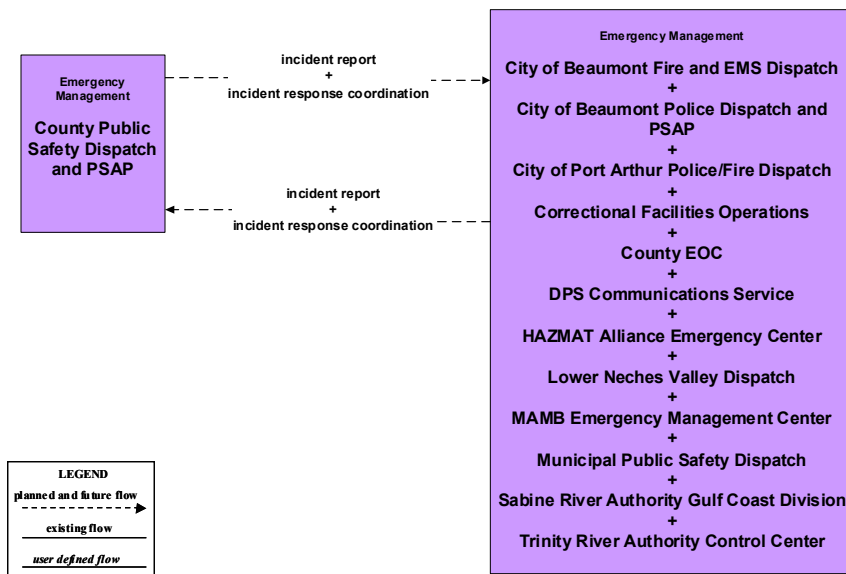 Emergency
Management
County Public
Safety Dispatch
and PSAP
incident report
+
incident response coordination
incident report
+
incident response coordination
Emergency Management
City of Beaumont Fire and EMS Dispatch
+
City of Beaumont Police Dispatch and
PSAP
+
City of Port Arthur Police/Fire Dispatch
+
Correctional Facilities Operations
+
County EOC
+
DPS Communications Service
+
HAZMAT Alliance Emergency Center
+
Lower Neches Valley Dispatch
+
MAMB Emergency Management Center
+
Municipal Public Safety Dispatch
+
Sabine River Authority Gulf Coast Division
+
Trinity River Authority Control Center
LEGEND
planned and future flow
existing flow
user defined flow